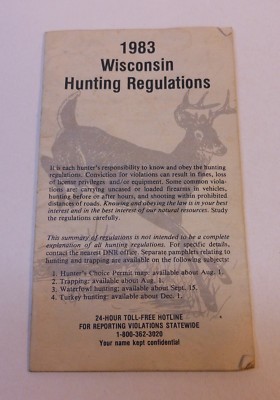 1983
Wisconsin
Hunting Regulations
It is each hunter's responsibility to know and obey the hunting
regulations. Conviction for violations can result in fines, loss
of license privileges and/or equipment. Some common viola-
tions are carrying uncased or loaded firearms in vehicles,
hunting before or after hours, and shooting within prohibited
distances of roads. Knowing and obeying the law is in your best
interest and in the best interest of our natural resources. Study
the regulations carefully.
This summary of regulations is not intended to be a complete
explanation of all hunting regulations. For specific details,
contact the nearest DNR office. Separate pamphlets relating to
hunting and trapping are available on the following subjects:
1. Hunter's Choice Permit map: available about Aug. 1.
2. Trapping: available about Aug. 1.
3. Waterfowl hunting: available about Sept. 15.
4. Turkey hunting: available about Dec. 1.
24-HOUR TOLL-FREE HOTLINE
FOR REPORTING VIOLATIONS STATEWIDE
1-800-362-3020
Your name kept confidential